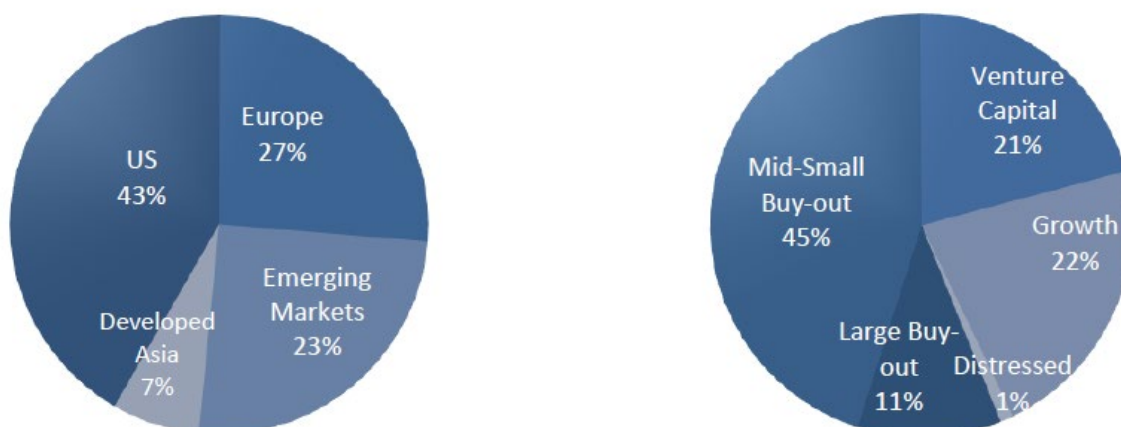 Europe
27%
US
43%
Emerging
Markets
23%
Developed
Asia
7%
Venture
Capital
21%
Mid-Small
Buy-out
45%
Growth
22%
Large Buy-
out
11%
Distressed
1%